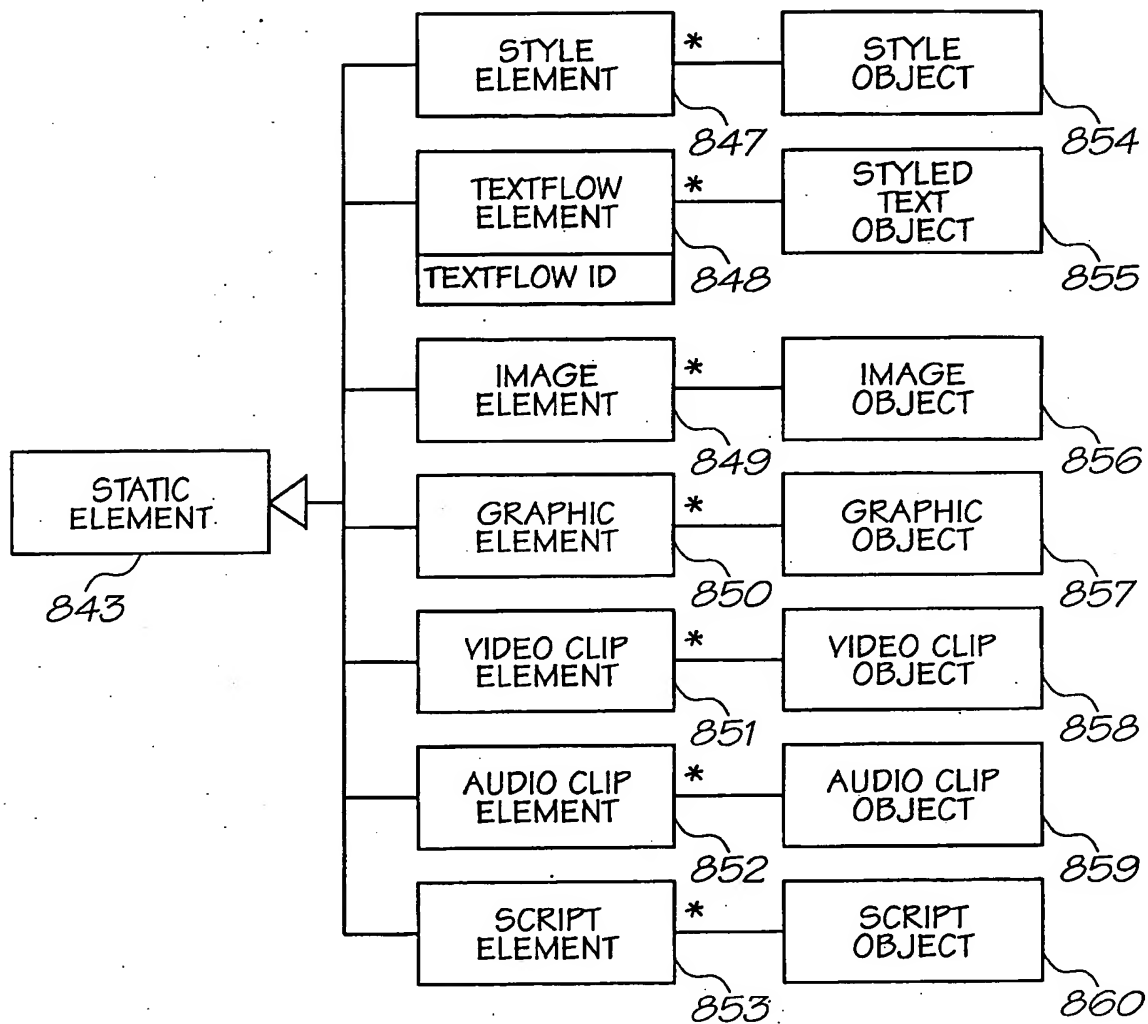 STYLE
ELEMENT
*
STYLE
OBJECT
847
854
TEXTFLOW
ELEMENT
*
STYLED
TEXT
OBJECT
TEXTFLOW ID
848
855
IMAGE
ELEMENT
*
IMAGE
OBJECT
849
856
STATIC
ELEMENT
843
GRAPHIC
ELEMENT
*
GRAPHIC
OBJECT
850
857
VIDEO CLIP
ELEMENT
*
VIDEO CLIP
OBJECT
851
858
AUDIO CLIP
ELEMENT
*
AUDIO CLIP
OBJECT
852
859
SCRIPT
ELEMENT
*
SCRIPT
OBJECT
853
860